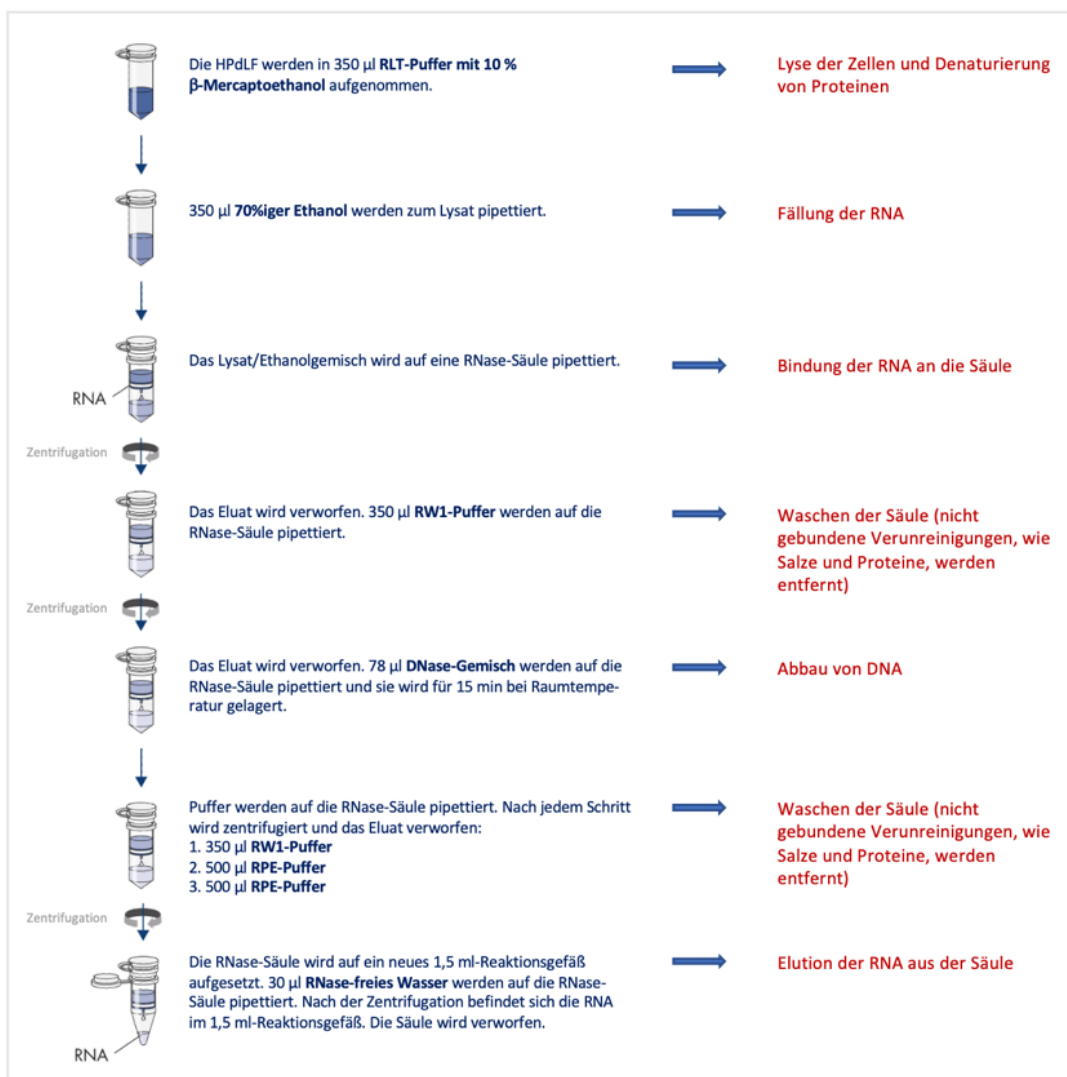 Die HPdLF werden in 350 µl RLT-Puffer mit 10 %
β-Mercaptoethanol aufgenommen.
Lyse der Zellen und Denaturierung
von Proteinen
350 µl 70%iger Ethanol werden zum Lysat pipettiert.
Fällung der RNA
Das Lysat/Ethanolgemisch wird auf eine RNase-Säule pipettiert.
Bindung der RNA an die Säule
RNA
Zentrifugation
Das Eluat wird verworfen. 350 µl RW1-Puffer werden auf die
RNase-Säule pipettiert.
Waschen der Säule (nicht
gebundene Verunreinigungen, wie
Salze und Proteine, werden
entfernt)
Zentrifugation
Das Eluat wird verworfen. 78 µl DNase-Gemisch werden auf die
RNase-Säule pipettiert und sie wird für 15 min bei Raumtempe-
ratur gelagert.
Abbau von DNA
Puffer werden auf die RNase-Säule pipettiert. Nach jedem Schritt
wird zentrifugiert und das Eluat verworfen:
1. 350 µl RW1-Puffer
2. 500 µl RPE-Puffer
3. 500 µl RPE-Puffer
Waschen der Säule (nicht
gebundene Verunreinigungen, wie
Salze und Proteine, werden
entfernt)
Zentrifugation
Die RNase-Säule wird auf ein neues 1,5 ml-Reaktionsgefäß
aufgesetzt. 30 µl RNase-freies Wasser werden auf die RNase-
Säule pipettiert. Nach der Zentrifugation befindet sich die RNA
im 1,5 ml-Reaktionsgefäß. Die Säule wird verworfen.
Elution der RNA aus der Säule
RNA